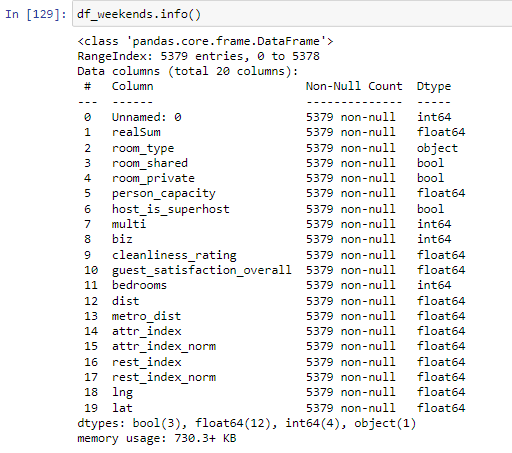 In [129]: df_weekends.info()
<class 'pandas.core.frame.DataFrame'>
RangeIndex: 5379 entries, 0 to 5378
Data columns (total 20 columns):
 #   Column                      Non-Null Count  Dtype
---  ------                      --------------  -----
 0   Unnamed: 0                  5379 non-null   int64
 1   realSum                     5379 non-null   float64
 2   room_type                   5379 non-null   object
 3   room_shared                 5379 non-null   bool
 4   room_private                5379 non-null   bool
 5   person_capacity             5379 non-null   float64
 6   host_is_superhost           5379 non-null   bool
 7   multi                       5379 non-null   int64
 8   biz                         5379 non-null   int64
 9   cleanliness_rating          5379 non-null   float64
 10  guest_satisfaction_overall  5379 non-null   float64
 11  bedrooms                    5379 non-null   int64
 12  dist                        5379 non-null   float64
 13  metro_dist                  5379 non-null   float64
 14  attr_index                  5379 non-null   float64
 15  attr_index_norm             5379 non-null   float64
 16  rest_index                  5379 non-null   float64
 17  rest_index_norm             5379 non-null   float64
 18  lng                         5379 non-null   float64
 19  lat                         5379 non-null   float64
dtypes: bool(3), float64(12), int64(4), object(1)
memory usage: 730.3+ KB